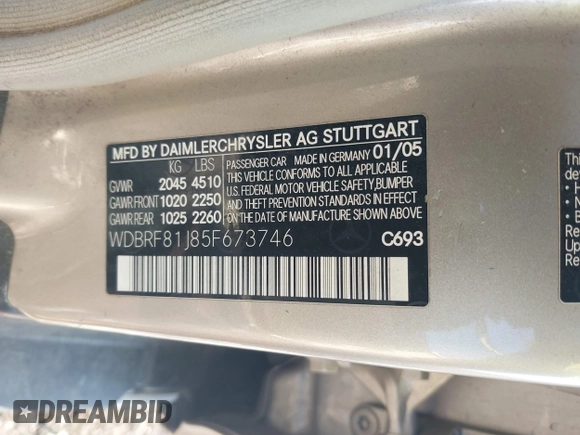 MFD BY DAIMLERCHRYSLER AG STUTTGART
KG LBS
GVWR 2045 4510
GAWR.FRONT 1020 2250
GAWR.REAR 1025 2260
PASSENGER CAR MADE IN GERMANY 01/05
THIS VEHICLE CONFORMS TO ALL APPLICABLE
U.S. FEDERAL MOTOR VEHICLE SAFETY,BUMPER
AND THEFT PREVENTION STANDARDS IN EFFECT
ON THE DATE OF MANUFACTURE SHOWN ABOVE
WDBRF81J85F673746 C693
DREAMBID